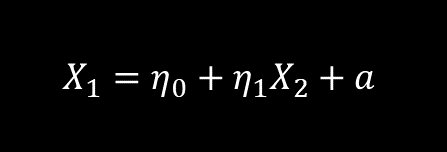 X₁ = η₀ + η₁X₂ + a